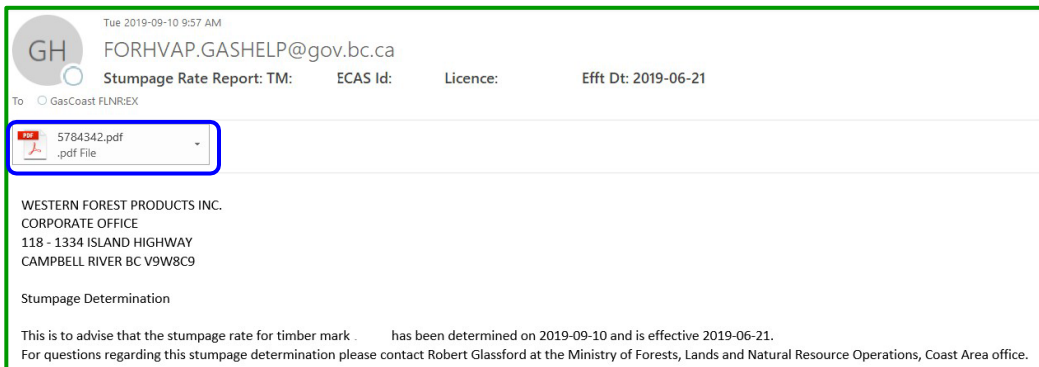 Tue 2019-09-10 9:57 AM
GH
FORHVAP.GASHELP@gov.bc.ca
Stumpage Rate Report: TM: ECAS Id: Licence: Efft Dt: 2019-06-21
To GasCoast FLNR:EX
PDF
5784342.pdf
.pdf File
WESTERN FOREST PRODUCTS INC.
CORPORATE OFFICE
118 - 1334 ISLAND HIGHWAY
CAMPBELL RIVER BC V9W8C9
Stumpage Determination
This is to advise that the stumpage rate for timber mark . has been determined on 2019-09-10 and is effective 2019-06-21.
For questions regarding this stumpage determination please contact Robert Glassford at the Ministry of Forests, Lands and Natural Resource Operations, Coast Area office.